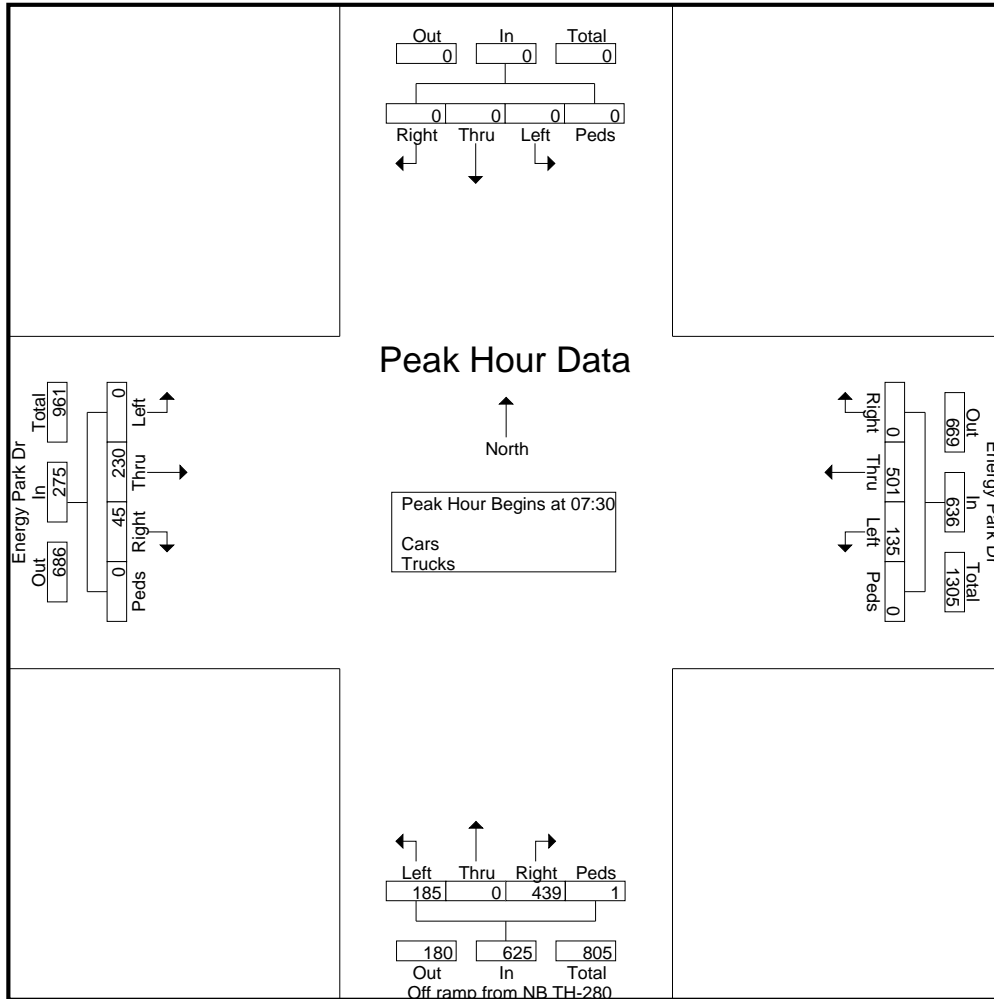 Out In Total
0 0 0
0 0 0 0
Right Thru Left Peds
Peak Hour Data
North
Peak Hour Begins at 07:30
Cars
Trucks
Energy Park Dr
Total In Out
961 275 686
0 230 45 0
Left Thru Right Peds
Energy Park Dr
Out In Total
669 636 1305
0 501 135 0
Right Thru Left Peds
Left Thru Right Peds
185 0 439 1
180 625 805
Out In Total
Off ramp from NB TH-280